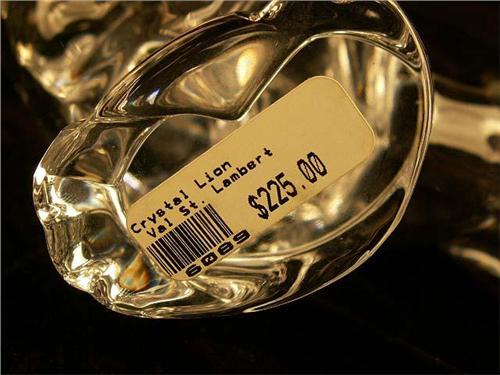 Crystal Lion
Val St. Lambert
$225.00
6089